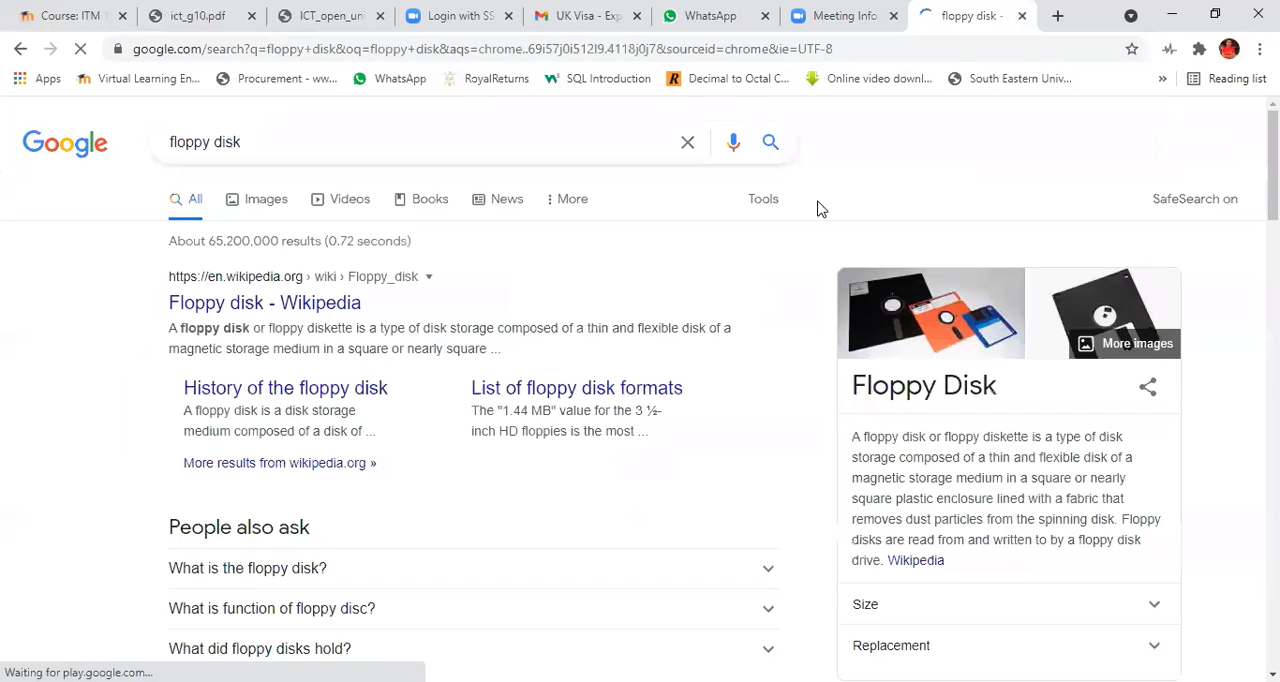 Course: ITM T
ict_g10.pdf
ICT_open_un
Login with SS
UK Visa - Exp
WhatsApp
Meeting Info
floppy disk -
google.com/search?q=floppy+disk&oq=floppy+disk&aqs=chrome..69i57j0i512l9.4118j0j7&sourceid=chrome&ie=UTF-8
Apps
Virtual Learning En...
Procurement - ww...
WhatsApp
RoyalReturns
SQL Introduction
Decimal to Octal C...
Online video downl...
South Eastern Univ...
»
Reading list
Google
floppy disk
All
Images
Videos
Books
News
More
Tools
SafeSearch on
About 65,200,000 results (0.72 seconds)
https://en.wikipedia.org › wiki › Floppy_disk
Floppy disk - Wikipedia
A floppy disk or floppy diskette is a type of disk storage composed of a thin and flexible disk of a
magnetic storage medium in a square or nearly square ...
History of the floppy disk
A floppy disk is a disk storage
medium composed of a disk of ...
List of floppy disk formats
The "1.44 MB" value for the 3 ½-
inch HD floppies is the most ...
More results from wikipedia.org »
People also ask
What is the floppy disk?
What is function of floppy disc?
What did floppy disks hold?
More images
Floppy Disk
A floppy disk or floppy diskette is a type of disk
storage composed of a thin and flexible disk of a
magnetic storage medium in a square or nearly
square plastic enclosure lined with a fabric that
removes dust particles from the spinning disk. Floppy
disks are read from and written to by a floppy disk
drive. Wikipedia
Size
Replacement
Waiting for play.google.com...